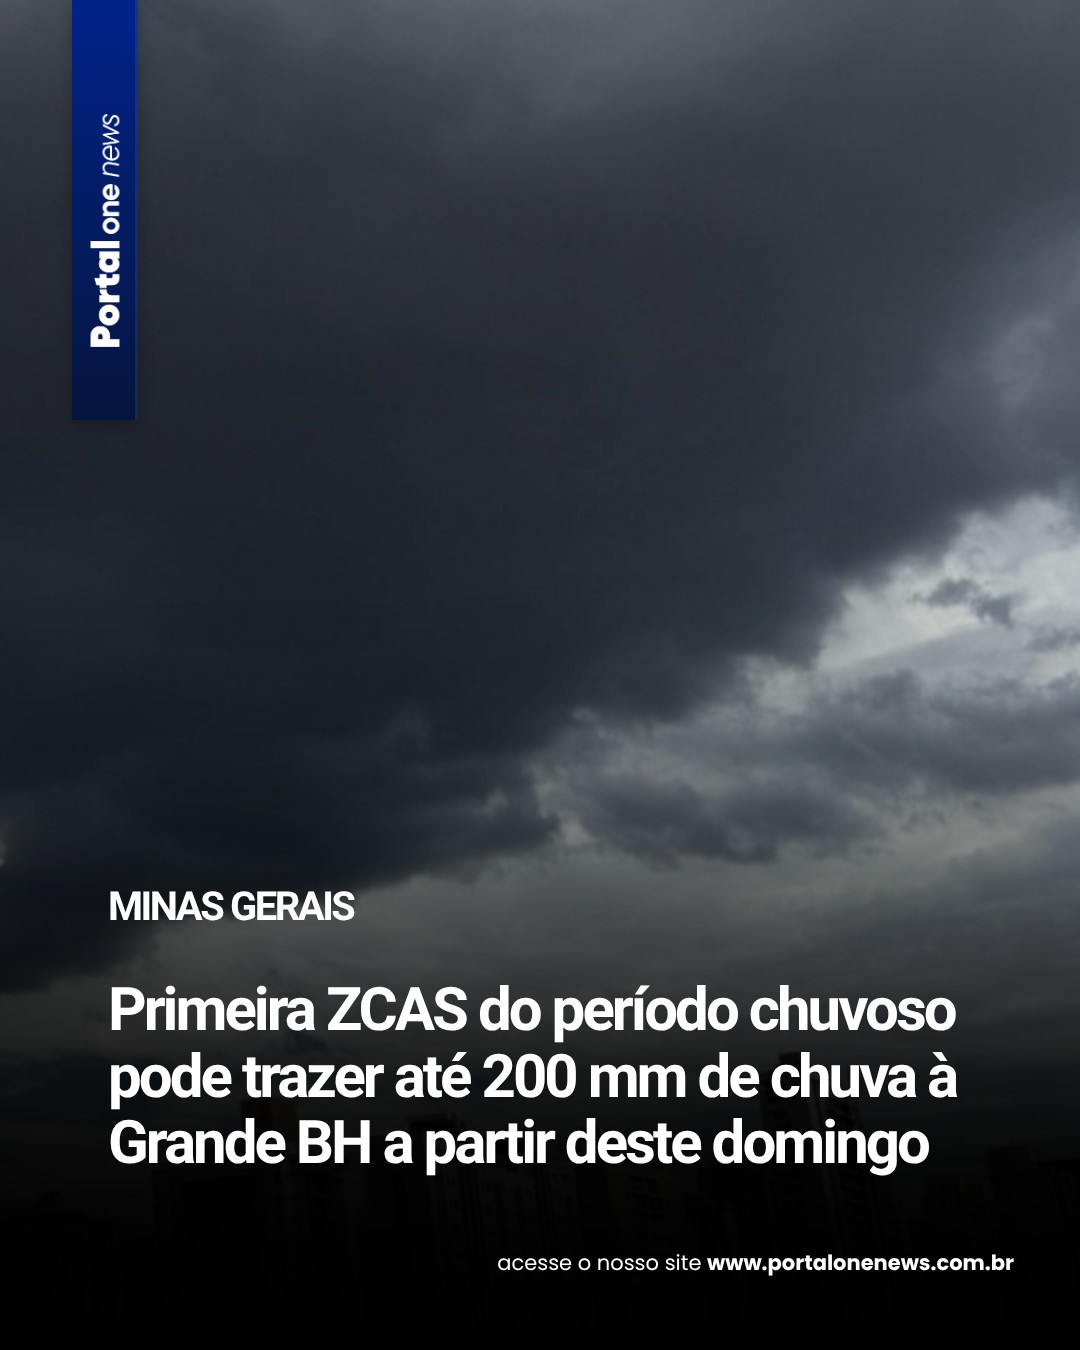 Portal one news
MINAS GERAIS
Primeira ZCAS do período chuvoso
pode trazer até 200 mm de chuva à
Grande BH a partir deste domingo
acesse o nosso site www.portalonenews.com.br